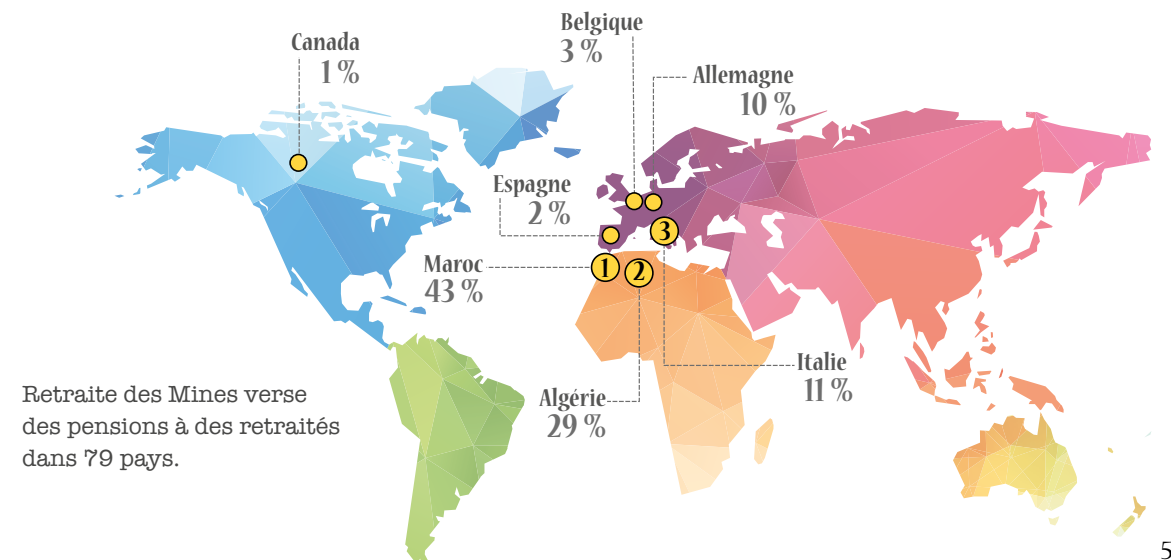 Belgique
3 %
Canada
1 %
Allemagne
10 %
Espagne
2 %
3
Maroc
43 %
1
2
Italie
11 %
Algérie
29 %
Retraite des Mines verse
des pensions à des retraités
dans 79 pays.
5